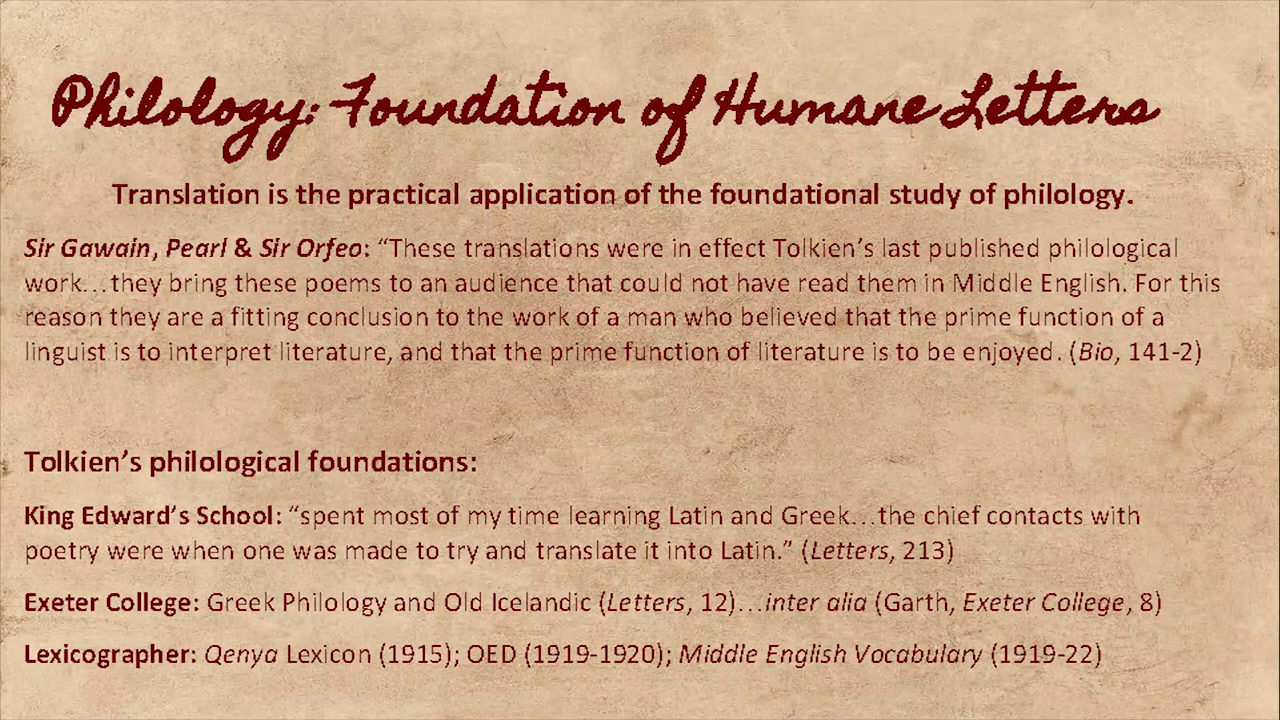 Philology: Foundation of Humane Letters
Translation is the practical application of the foundational study of philology.
Sir Gawain, Pearl & Sir Orfeo: “These translations were in effect Tolkien’s last published philological
work…they bring these poems to an audience that could not have read them in Middle English. For this
reason they are a fitting conclusion to the work of a man who believed that the prime function of a
linguist is to interpret literature, and that the prime function of literature is to be enjoyed. (Bio, 141-2)
Tolkien’s philological foundations:
King Edward’s School: “spent most of my time learning Latin and Greek…the chief contacts with
poetry were when one was made to try and translate it into Latin.” (Letters, 213)
Exeter College: Greek Philology and Old Icelandic (Letters, 12)…inter alia (Garth, Exeter College, 8)
Lexicographer: Qenya Lexicon (1915); OED (1919-1920); Middle English Vocabulary (1919-22)